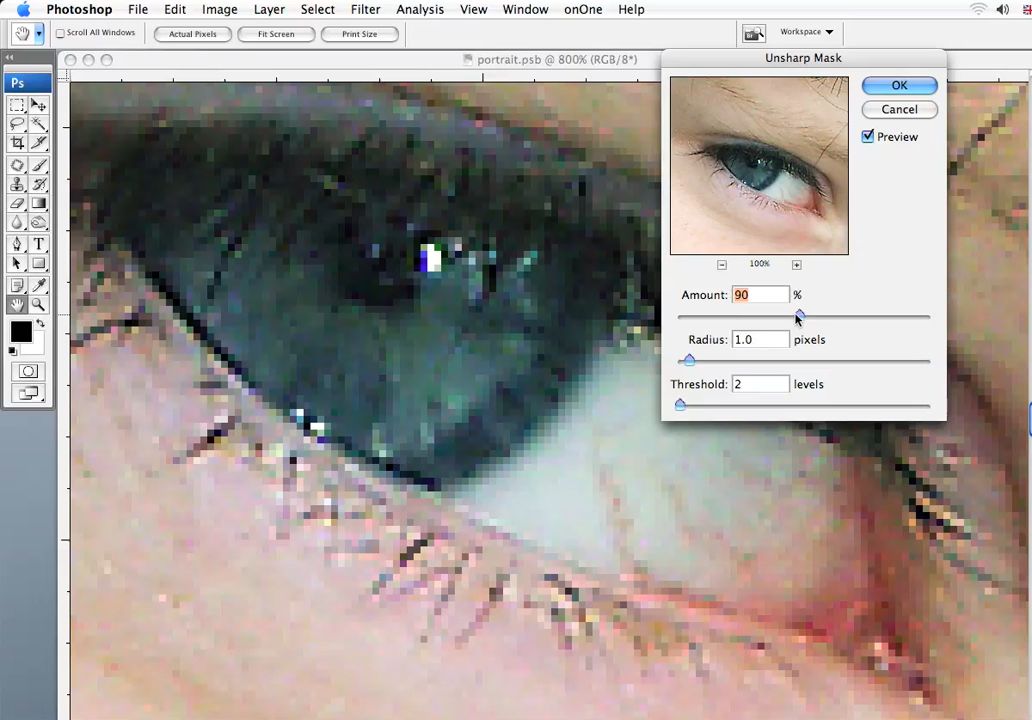 Photoshop File Edit Image Layer Select Filter Analysis View Window onOne Help
Scroll All Windows Actual Pixels Fit Screen Print Size Workspace
portrait.psb @ 800% (RGB/8*)
Unsharp Mask
Ps
OK
Cancel
Preview
100%
Amount: 90 %
Radius: 1.0 pixels
Threshold: 2 levels